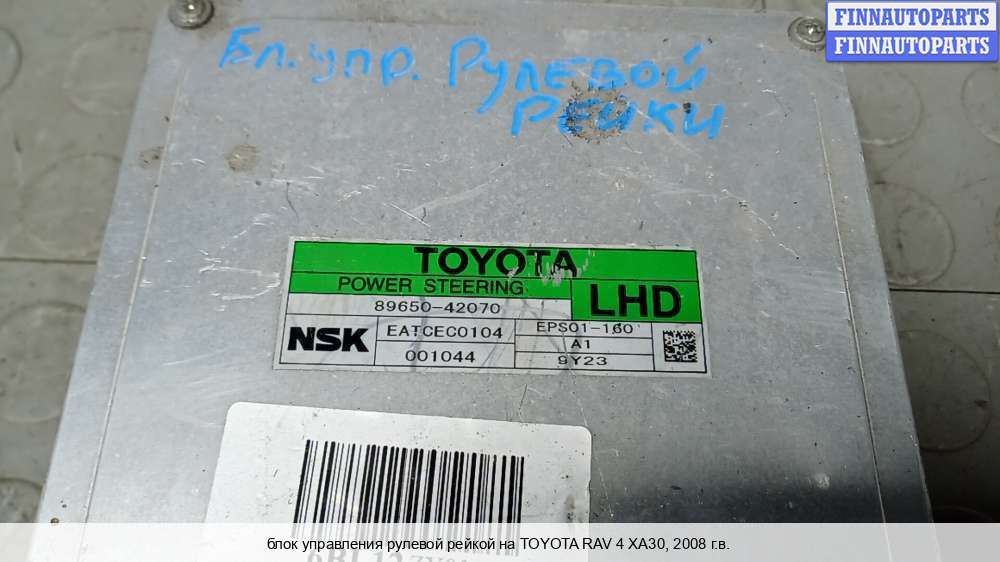 FINNAUTOPARTS
FINNAUTOPARTS
Бл. упр. Рулевой
Рейки
TOYOTA
POWER STEERING
LHD
89650-42070
NSK
EATCEC0104
EPS01-160
A1
001044
9Y23
блок управления рулевой рейкой на TOYOTA RAV 4 XA30, 2008 г.в.